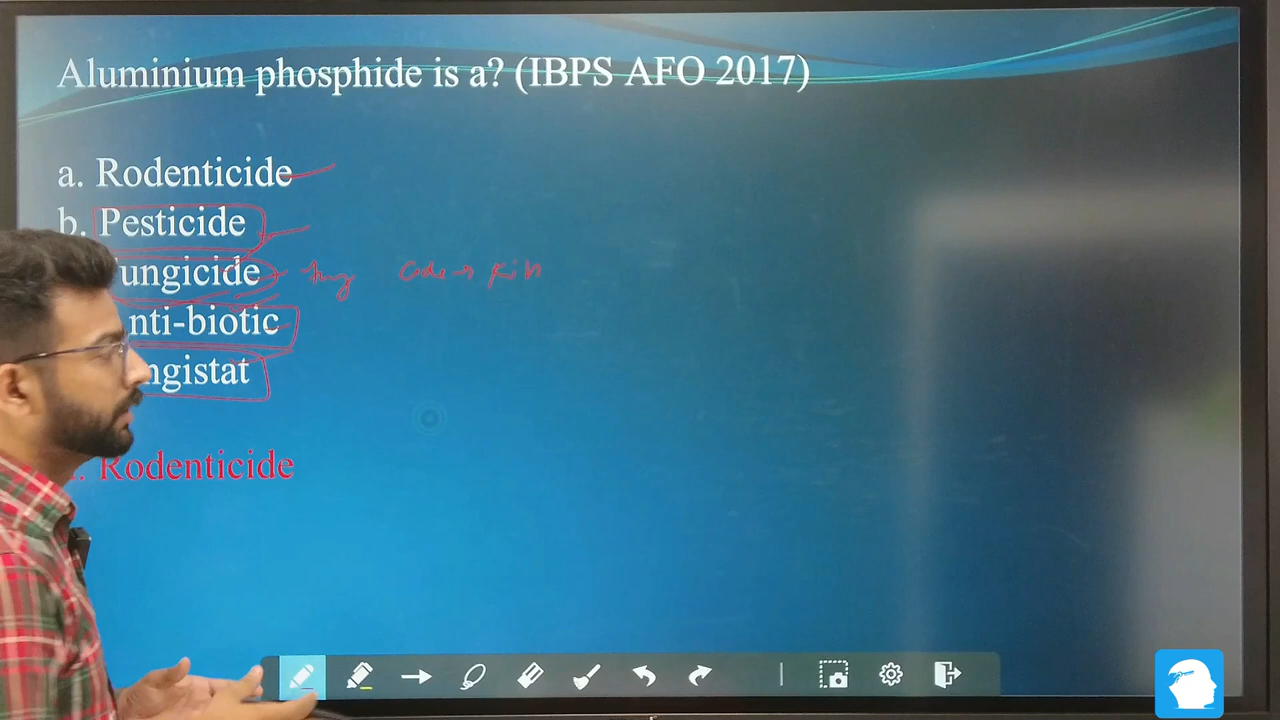 Aluminium phosphide is a? (IBPS AFO 2017)
a. Rodenticide
b. Pesticide
ungicide
nti-biotic
ngistat
Rodenticide